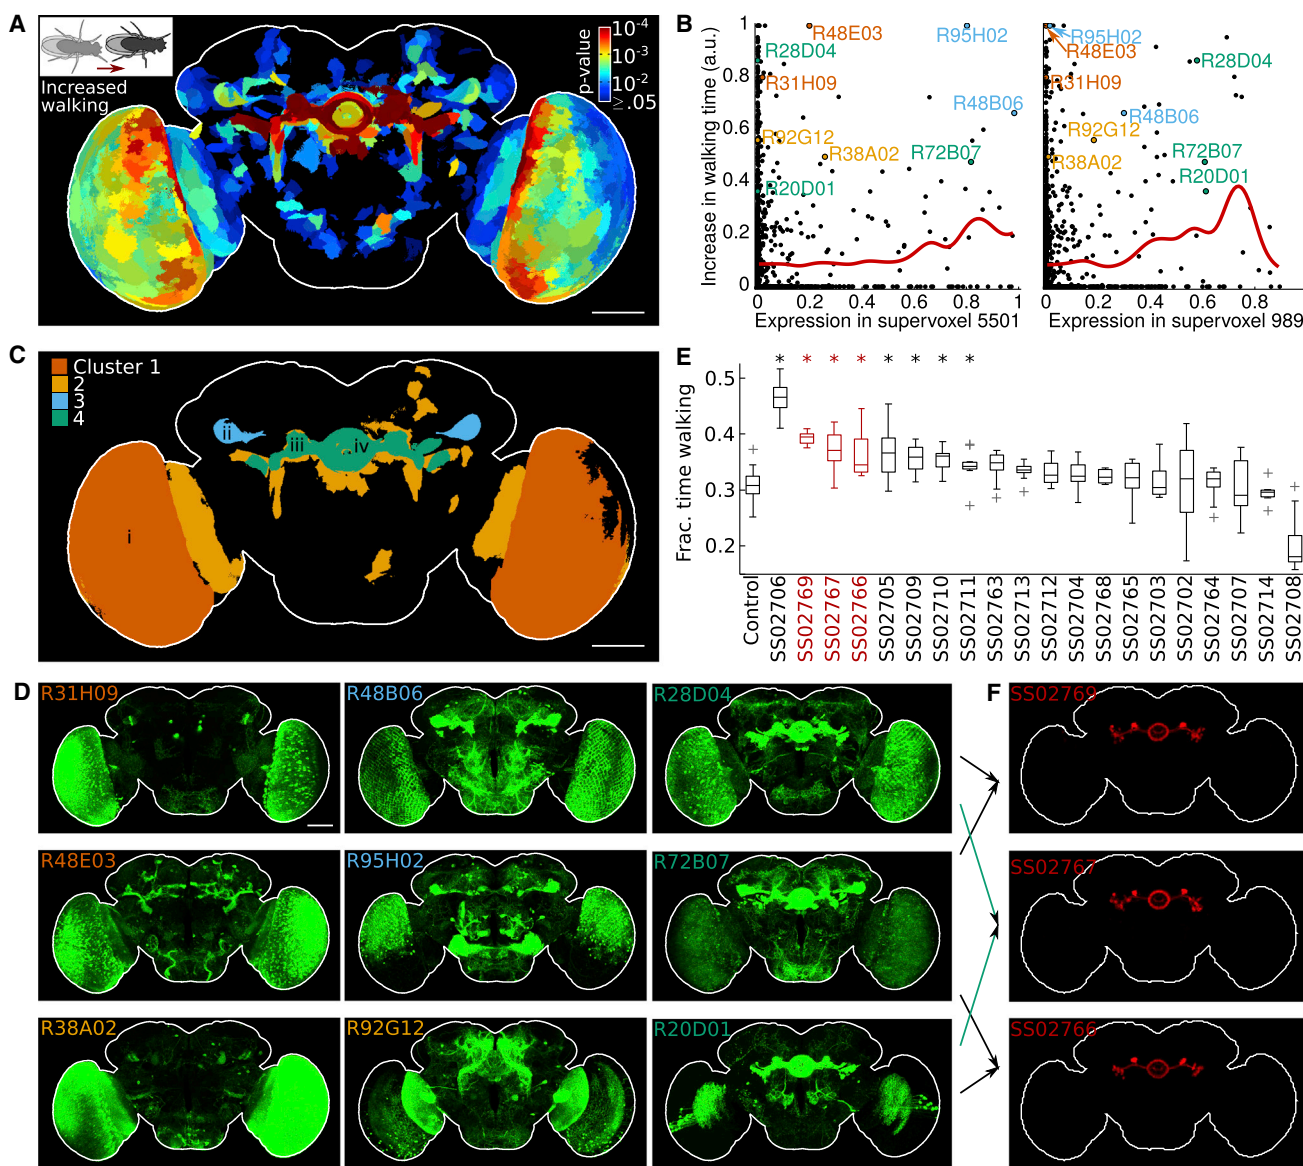 A
Increased
walking
p-value
10-4
10-3
10-2
≥.05
B
Increase in walking time (a.u.)
1
0.8
0.6
0.4
0.2
0
R48E03
R95H02
R28D04
R31H09
R48B06
R92G12
R38A02
R72B07
R20D01
0 0.2 0.4 0.6 0.8 1
Expression in supervoxel 5501
R95H02
R48E03
R28D04
R31H09
R48B06
R92G12
R72B07
R38A02
R20D01
0 0.2 0.4 0.6 0.8
Expression in supervoxel 989
C
Cluster 1
2
3
4
i
ii
iii
iv
E
Frac. time walking
0.5
0.4
0.3
0.2
* * * * * * * *
Control
SS02706
SS02769
SS02767
SS02766
SS02705
SS02709
SS02710
SS02711
SS02763
SS02713
SS02712
SS02704
SS02768
SS02765
SS02703
SS02702
SS02764
SS02707
SS02714
SS02708
D
R31H09
R48B06
R28D04
R48E03
R95H02
R72B07
R38A02
R92G12
R20D01
F
SS02769
SS02767
SS02766